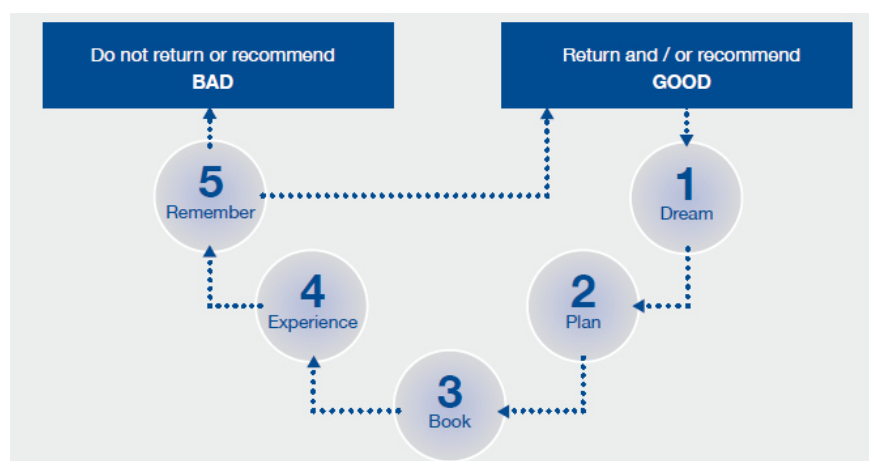 Do not return or recommend
BAD
Return and / or recommend
GOOD
5
Remember
1
Dream
4
Experience
2
Plan
3
Book